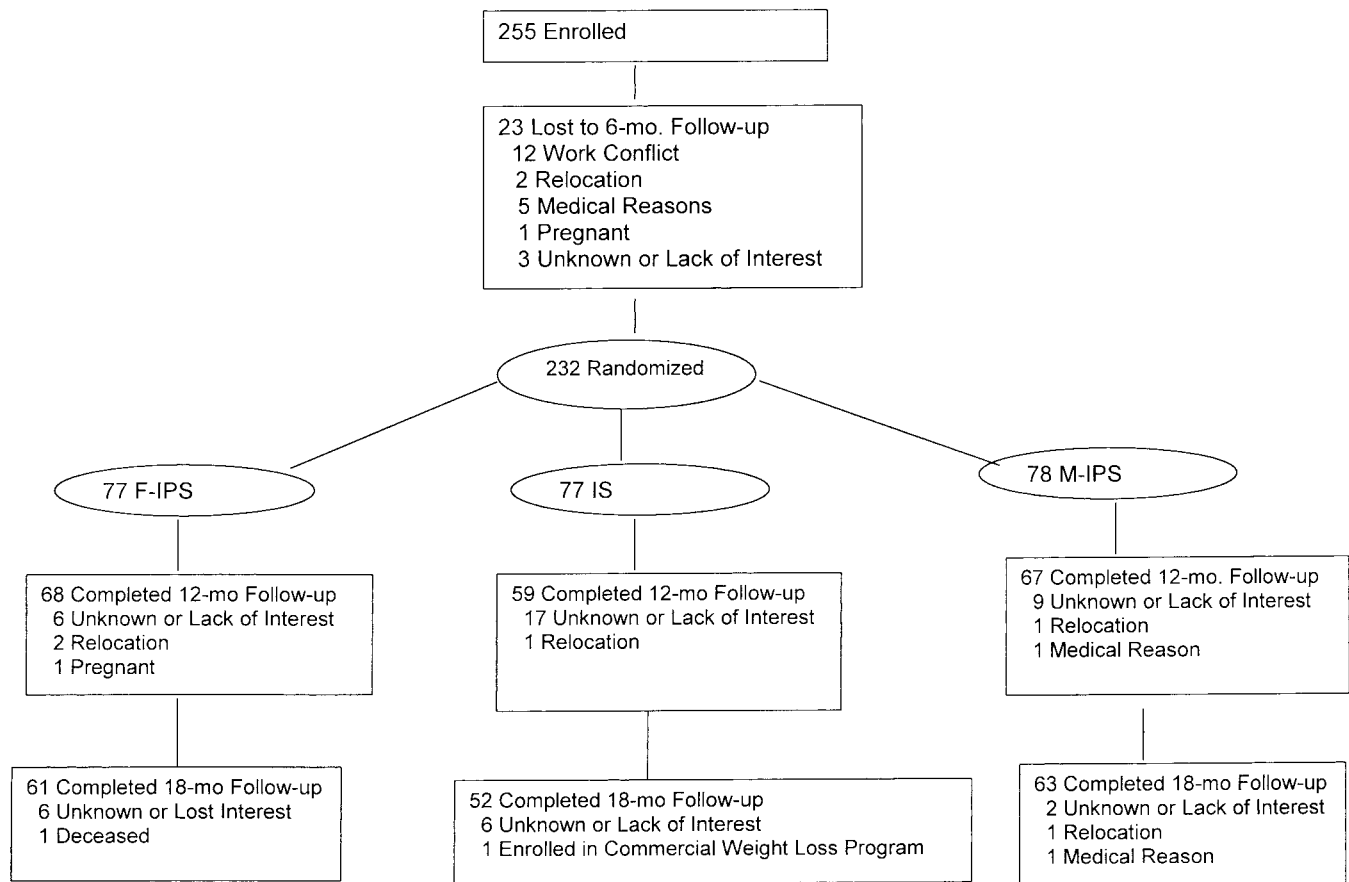 255 Enrolled
23 Lost to 6-mo. Follow-up
12 Work Conflict
2 Relocation
5 Medical Reasons
1 Pregnant
3 Unknown or Lack of Interest
232 Randomized
77 F-IPS
77 IS
78 M-IPS
68 Completed 12-mo Follow-up
6 Unknown or Lack of Interest
2 Relocation
1 Pregnant
59 Completed 12-mo Follow-up
17 Unknown or Lack of Interest
1 Relocation
67 Completed 12-mo. Follow-up
9 Unknown or Lack of Interest
1 Relocation
1 Medical Reason
61 Completed 18-mo Follow-up
6 Unknown or Lost Interest
1 Deceased
52 Completed 18-mo Follow-up
6 Unknown or Lack of Interest
1 Enrolled in Commercial Weight Loss Program
63 Completed 18-mo Follow-up
2 Unknown or Lack of Interest
1 Relocation
1 Medical Reason